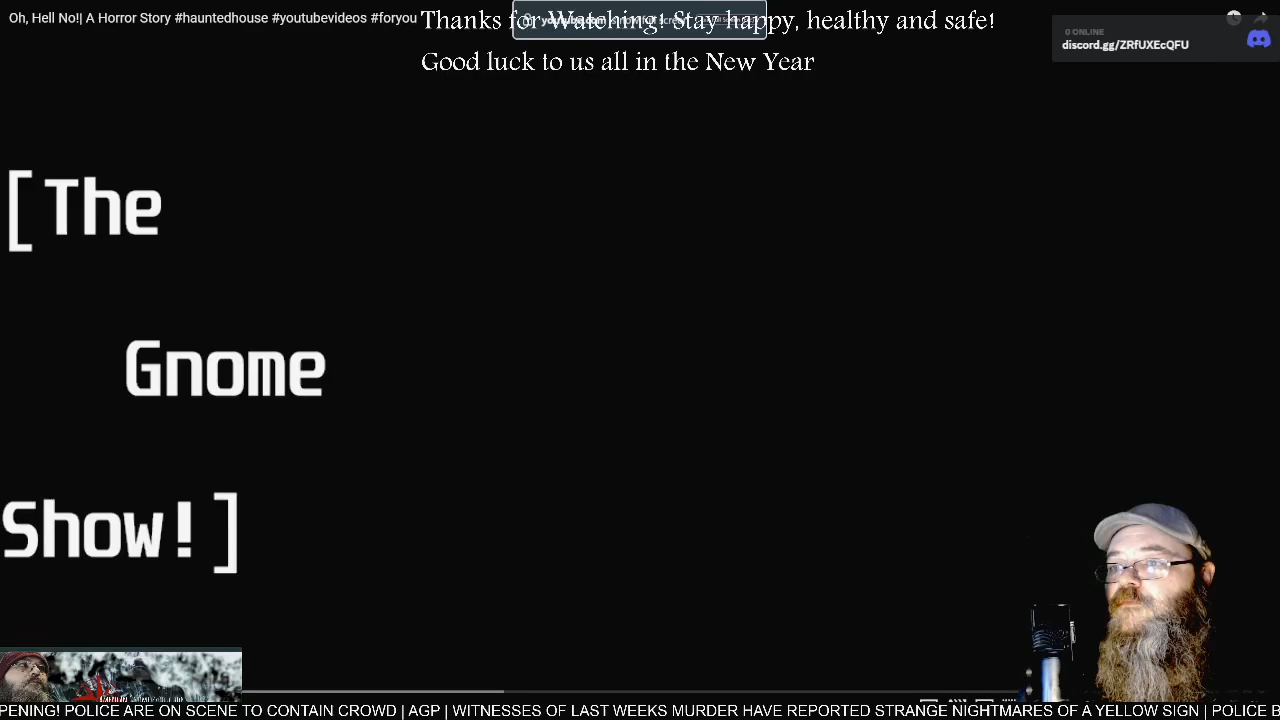 Oh, Hell No!| A Horror Story #hauntedhouse #youtubevideos #foryou
Thanks for Watching! Stay happy, healthy and safe!
Good luck to us all in the New Year
0 ONLINE
discord.gg/ZRfUXEcQFU
[The
Gnome
Show!]
PENING! POLICE ARE ON SCENE TO CONTAIN CROWD | AGP | WITNESSES OF LAST WEEKS MURDER HAVE REPORTED STRANGE NIGHTMARES OF A YELLOW SIGN | POLICE B